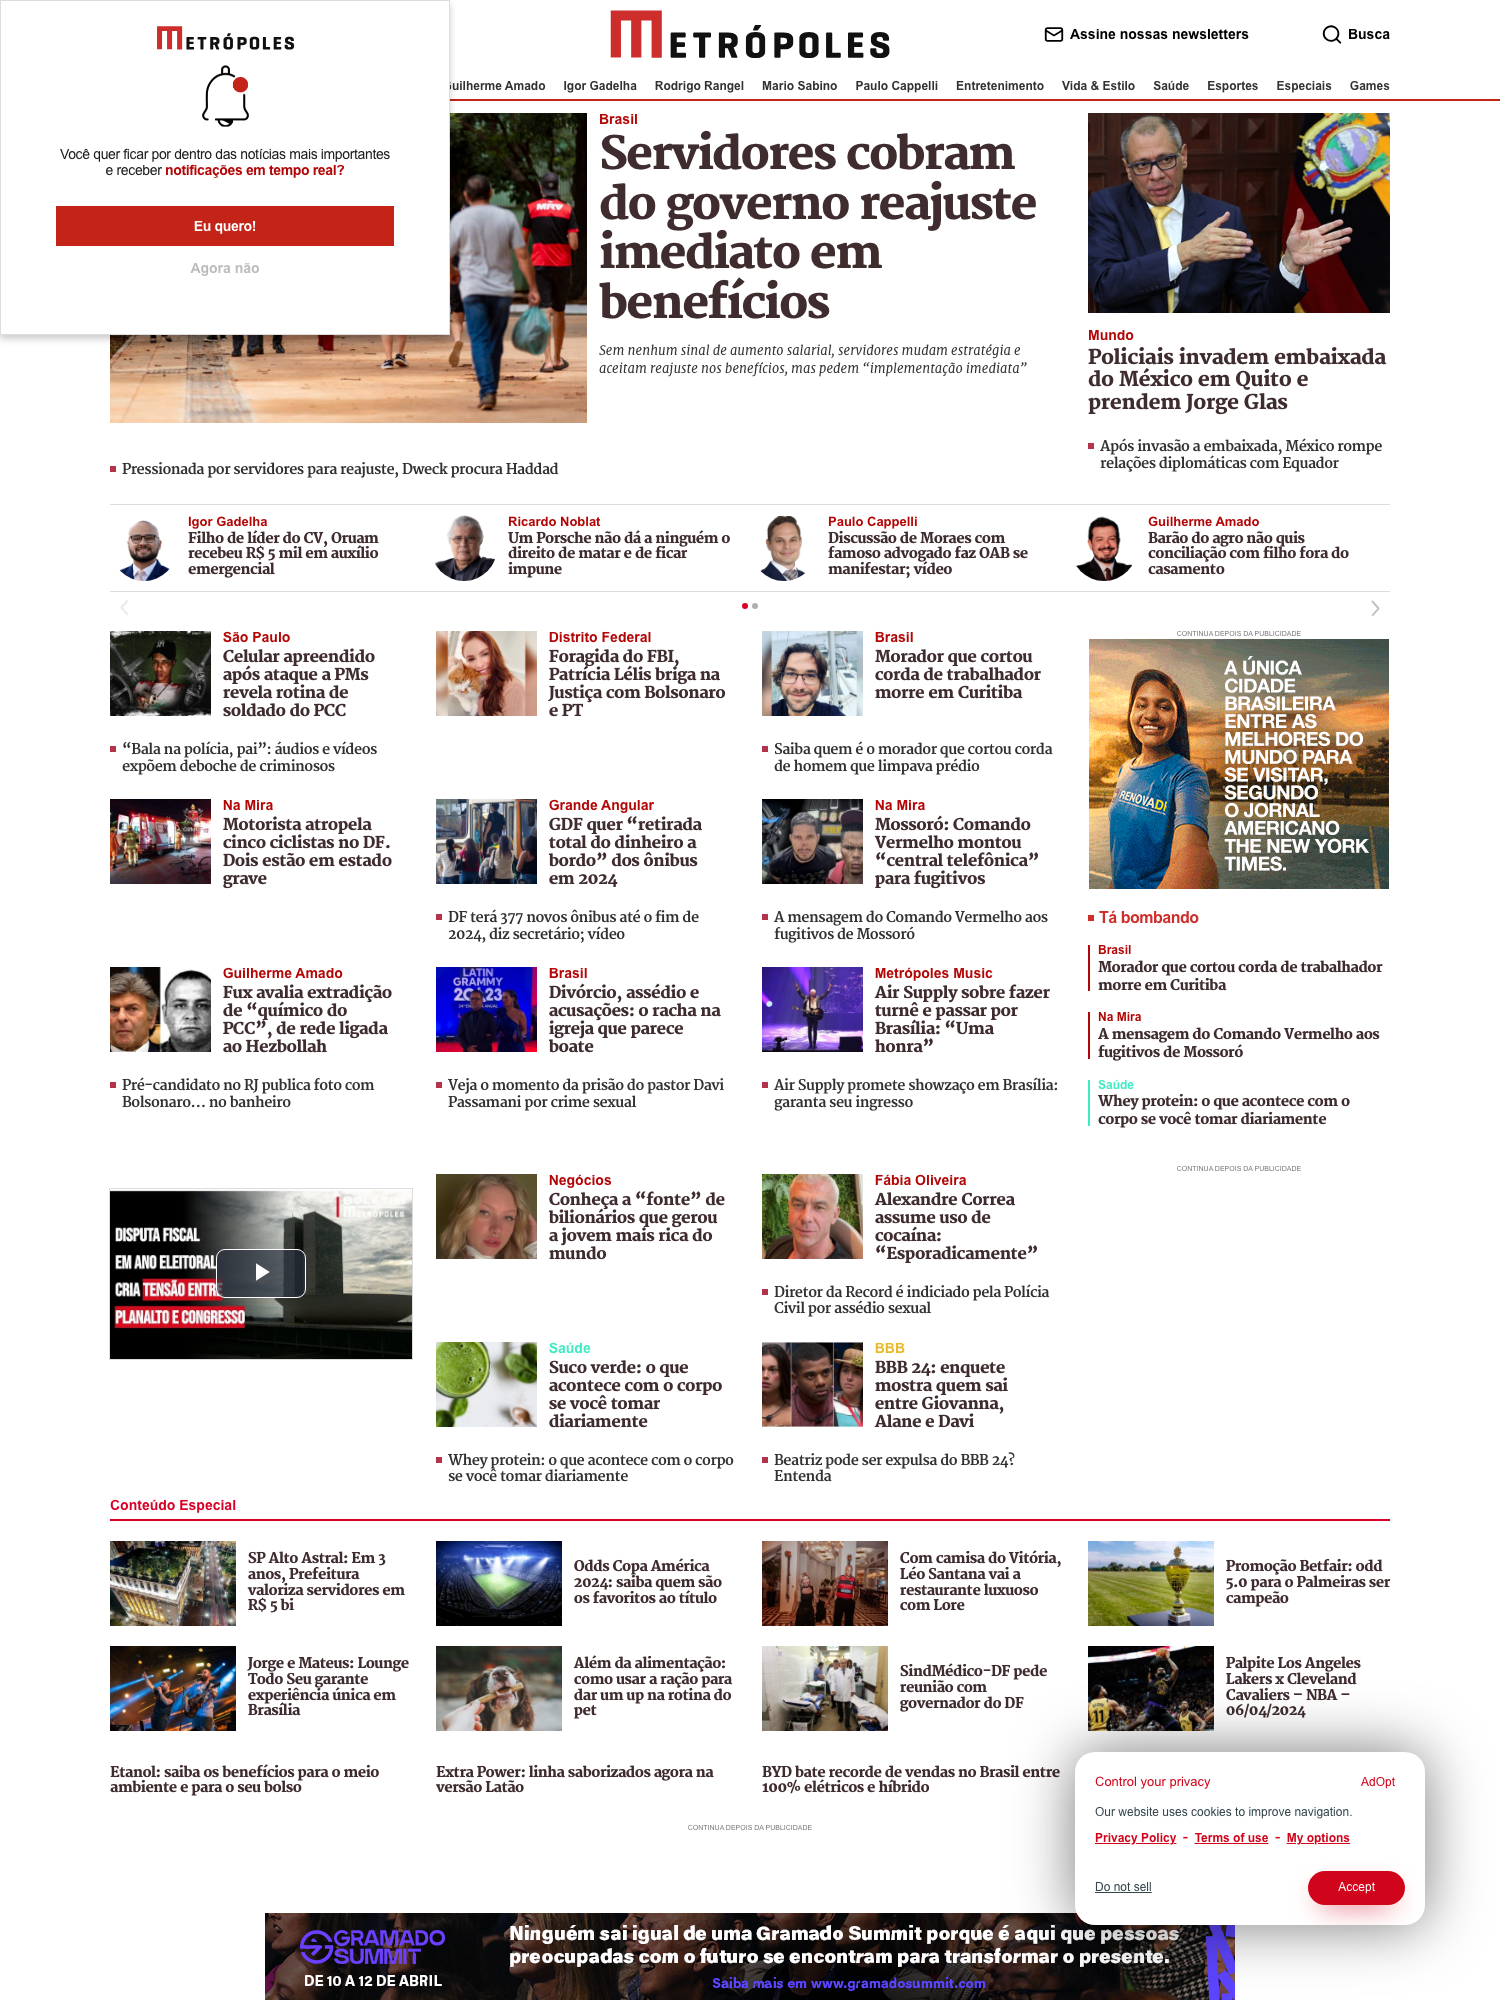 METRÓPOLES
Você quer ficar por dentro das notícias mais importantes
e receber notificações em tempo real?
Eu quero!
Agora não
METRÓPOLES
Assine nossas newsletters
Busca
Guilherme Amado Igor Gadelha Rodrigo Rangel Mario Sabino Paulo Cappelli Entretenimento Vida & Estilo Saúde Esportes Especiais Games
Brasil
Servidores cobram
do governo reajuste
imediato em
benefícios
Sem nenhum sinal de aumento salarial, servidores mudam estratégia e
aceitam reajuste nos benefícios, mas pedem “implementação imediata”
MRV
Pressionada por servidores para reajuste, Dweck procura Haddad
Mundo
Policiais invadem embaixada
do México em Quito e
prendem Jorge Glas
Após invasão a embaixada, México rompe
relações diplomáticas com Equador
Igor Gadelha
Filho de líder do CV, Oruam
recebeu R$ 5 mil em auxílio
emergencial
Ricardo Noblat
Um Porsche não dá a ninguém o
direito de matar e de ficar
impune
Paulo Cappelli
Discussão de Moraes com
famoso advogado faz OAB se
manifestar; vídeo
Guilherme Amado
Barão do agro não quis
conciliação com filho fora do
casamento
São Paulo
Celular apreendido
após ataque a PMs
revela rotina de
soldado do PCC
“Bala na polícia, pai”: áudios e vídeos
expõem deboche de criminosos
Distrito Federal
Foragida do FBI,
Patrícia Lélis briga na
Justiça com Bolsonaro
e PT
Brasil
Morador que cortou
corda de trabalhador
morre em Curitiba
Saiba quem é o morador que cortou corda
de homem que limpava prédio
CONTINUA DEPOIS DA PUBLICIDADE
A ÚNICA
CIDADE
BRASILEIRA
ENTRE AS
MELHORES DO
MUNDO PARA
SE VISITAR,
SEGUNDO
O JORNAL
AMERICANO
THE NEW YORK
TIMES.
RENOVADF
Na Mira
Motorista atropela
cinco ciclistas no DF.
Dois estão em estado
grave
Grande Angular
GDF quer “retirada
total do dinheiro a
bordo” dos ônibus
em 2024
DF terá 377 novos ônibus até o fim de
2024, diz secretário; vídeo
Na Mira
Mossoró: Comando
Vermelho montou
“central telefônica”
para fugitivos
A mensagem do Comando Vermelho aos
fugitivos de Mossoró
Tá bombando
Brasil
Morador que cortou corda de trabalhador
morre em Curitiba
Na Mira
A mensagem do Comando Vermelho aos
fugitivos de Mossoró
Saúde
Whey protein: o que acontece com o
corpo se você tomar diariamente
CONTINUA DEPOIS DA PUBLICIDADE
Guilherme Amado
Fux avalia extradição
de “químico do
PCC”, de rede ligada
ao Hezbollah
Pré-candidato no RJ publica foto com
Bolsonaro… no banheiro
LATIN
GRAMMY
2023
Brasil
Divórcio, assédio e
acusações: o racha na
igreja que parece
boate
Veja o momento da prisão do pastor Davi
Passamani por crime sexual
Metrópoles Music
Air Supply sobre fazer
turnê e passar por
Brasília: “Uma
honra”
Air Supply promete showzaço em Brasília:
garanta seu ingresso
DISPUTA FISCAL
EM ANO ELEITORAL
CRIA TENSÃO ENTRE
PLANALTO E CONGRESSO
METRÓPOLES
Negócios
Conheça a “fonte” de
bilionários que gerou
a jovem mais rica do
mundo
Fábia Oliveira
Alexandre Correa
assume uso de
cocaína:
“Esporadicamente”
Diretor da Record é indiciado pela Polícia
Civil por assédio sexual
Saúde
Suco verde: o que
acontece com o corpo
se você tomar
diariamente
Whey protein: o que acontece com o corpo
se você tomar diariamente
BBB
BBB 24: enquete
mostra quem sai
entre Giovanna,
Alane e Davi
Beatriz pode ser expulsa do BBB 24?
Entenda
Conteúdo Especial
SP Alto Astral: Em 3
anos, Prefeitura
valoriza servidores em
R$ 5 bi
Odds Copa América
2024: saiba quem são
os favoritos ao título
Com camisa do Vitória,
Léo Santana vai a
restaurante luxuoso
com Lore
Promoção Betfair: odd
5.0 para o Palmeiras ser
campeão
Jorge e Mateus: Lounge
Todo Seu garante
experiência única em
Brasília
Além da alimentação:
como usar a ração para
dar um up na rotina do
pet
SindMédico-DF pede
reunião com
governador do DF
11
Palpite Los Angeles
Lakers x Cleveland
Cavaliers – NBA –
06/04/2024
Etanol: saiba os benefícios para o meio
ambiente e para o seu bolso
Extra Power: linha saborizados agora na
versão Latão
BYD bate recorde de vendas no Brasil entre
100% elétricos e híbrido
CONTINUA DEPOIS DA PUBLICIDADE
Control your privacy
AdOpt
Our website uses cookies to improve navigation.
Privacy Policy - Terms of use - My options
Do not sell
Accept
GRAMADO
SUMMIT
DE 10 A 12 DE ABRIL
Ninguém sai igual de uma Gramado Summit porque é aqui que pessoas
preocupadas com o futuro se encontram para transformar o presente.
Saiba mais em www.gramadosummit.com